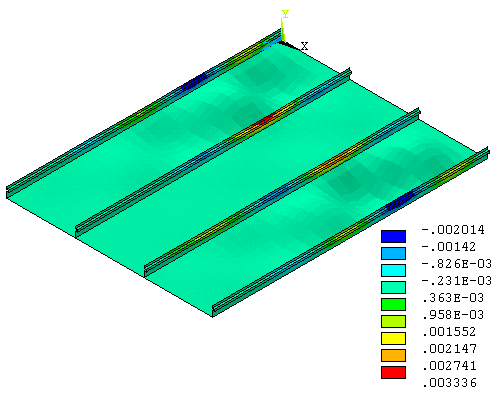 Y
X
-.002014
-.00142
-.826E-03
-.231E-03
.363E-03
.958E-03
.001552
.002147
.002741
.003336